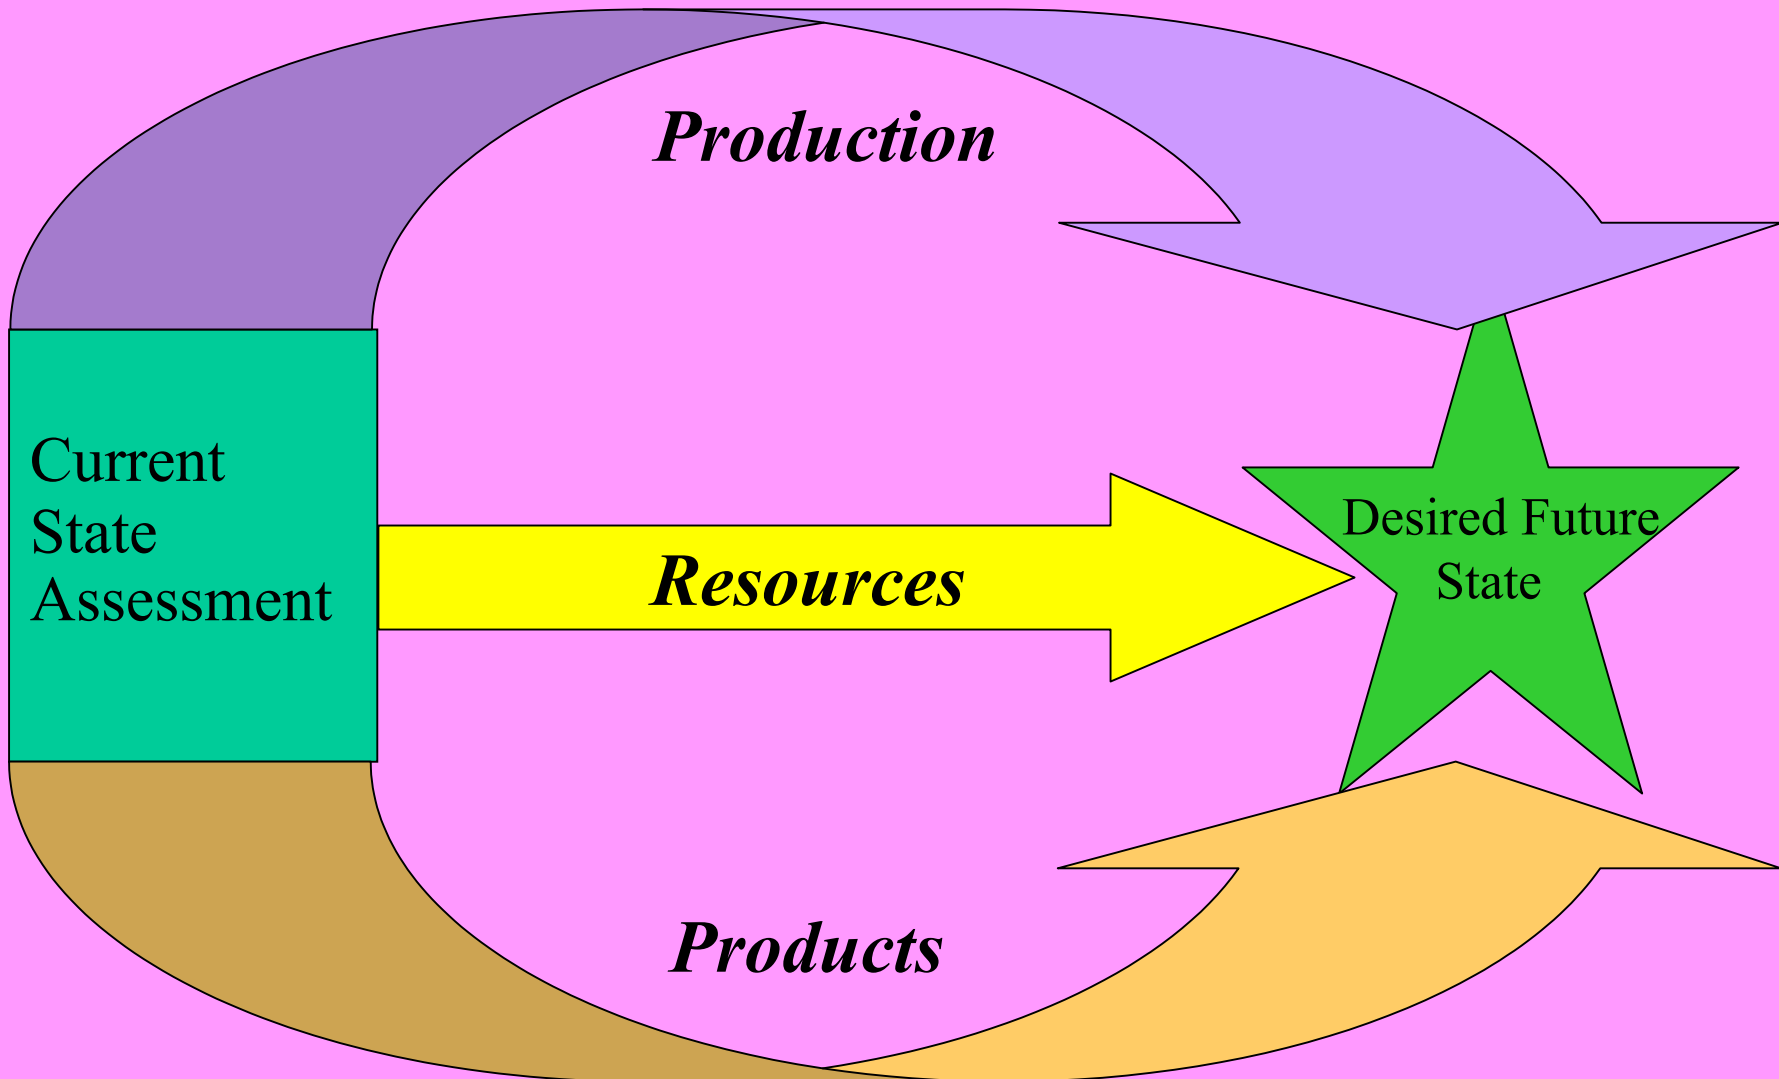 Production
Current
State
Assessment
Resources
Desired Future
State
Products